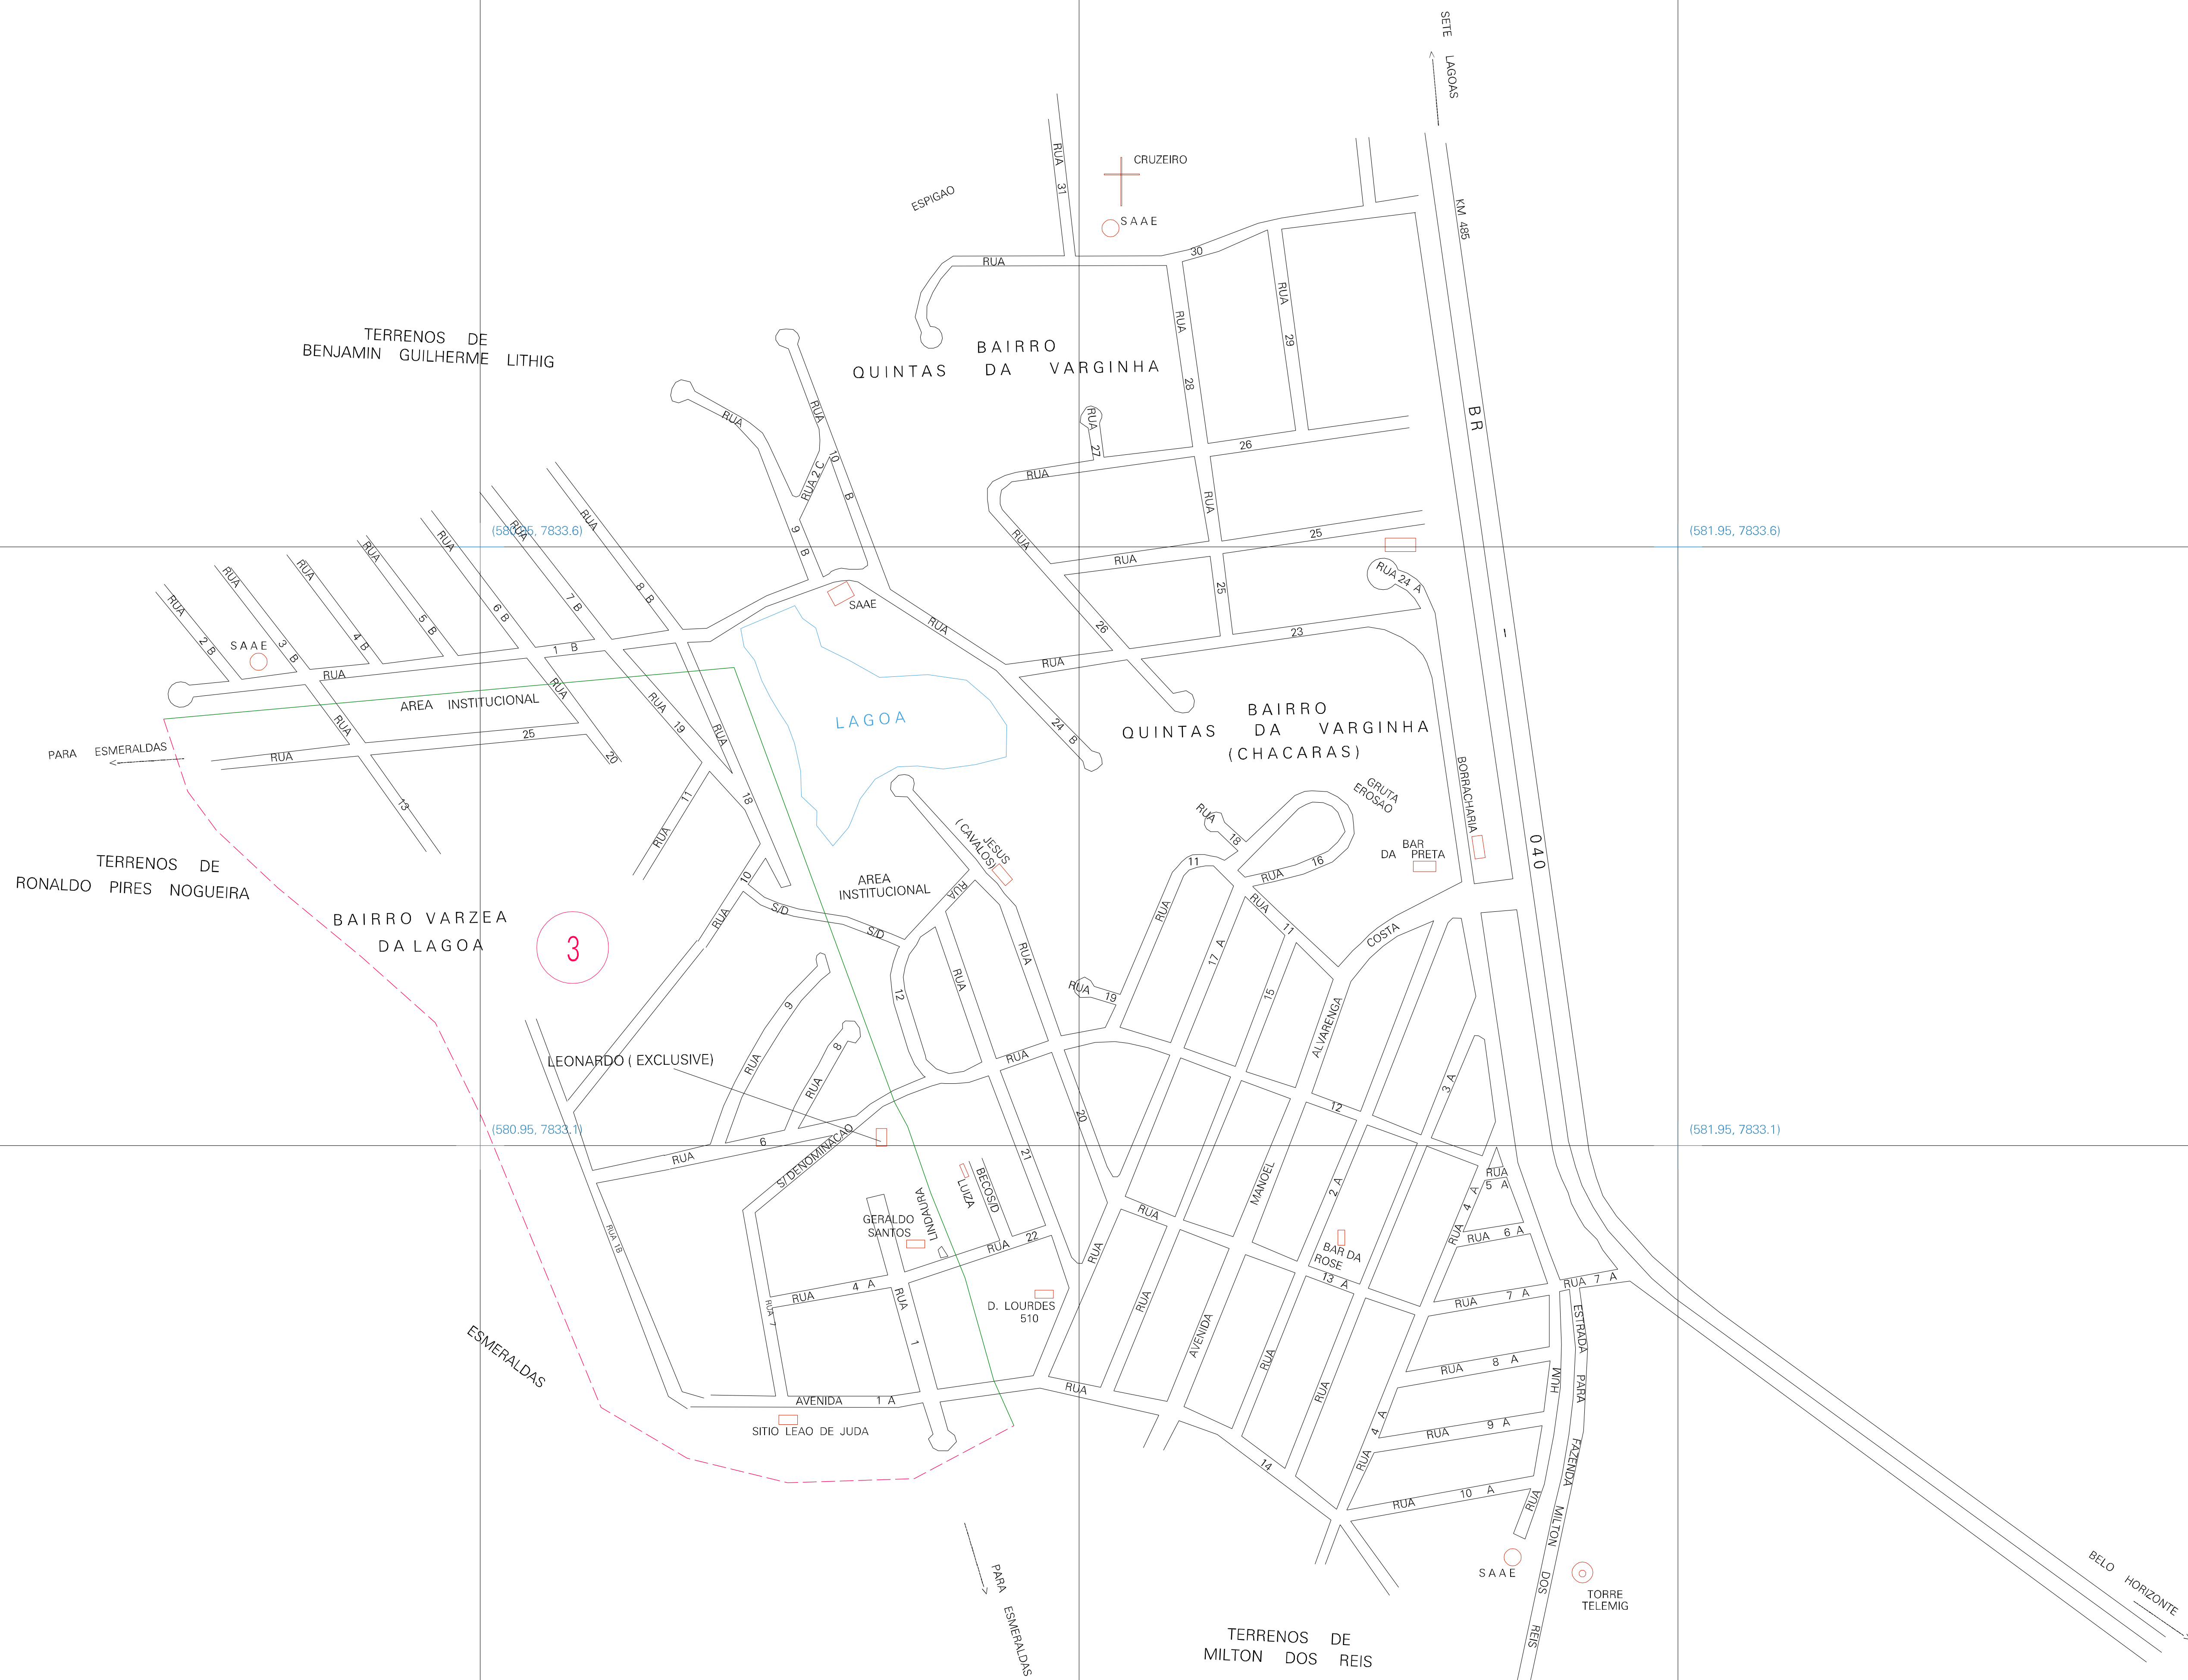 SETE LAGOAS
KM 485
CRUZEIRO
SAAE
ESPIGAO
RUA 31
RUA 30
RUA 28
RUA 29
TERRENOS DE
BENJAMIN GUILHERME LITHIG
BAIRRO
QUINTAS DA VARGINHA
RUA
RUA 10 B
RUA 2 C
9 B
RUA 27
RUA 26
BR
RUA
25
RUA 25
RUA 26
(580.95, 7833.6)
(581.95, 7833.6)
RUA 24 A
RUA 2 B
RUA 3 B
RUA 4 B
RUA 5 B
RUA 6 B
RUA 7 B
RUA 8 B
SAAE
SAAE
RUA 1 B
RUA 23
I
RUA
24 B
AREA INSTITUCIONAL
RUA 20
RUA 19
RUA 18
LAGOA
BAIRRO
QUINTAS DA VARGINHA
(CHACARAS)
PARA ESMERALDAS
RUA 25
RUA 13
RUA 11
GRUTA
EROSAO
BORRACHARIA
BAR
DA PRETA
040
RUA 18
RUA 16
RUA 11
JESUS
(CAVALOS)
TERRENOS DE
RONALDO PIRES NOGUEIRA
BAIRRO VARZEA
DA LAGOA
3
RUA 10
S/D
S/D
AREA
INSTITUCIONAL
RUA
12
RUA
RUA
RUA 11
17 A
15
COSTA
ALVARENGA
RUA 19
RUA 9
RUA 8
LEONARDO ( EXCLUSIVE)
RUA
20
12
3 A
(580.95, 7833.1)
(581.95, 7833.1)
RUA 6
S/ DENOMINACAO
21
LUIZA
BECOS/D
LINDAURA
GERALDO
SANTOS
RUA 22
RUA 1B
MANOEL
2 A
RUA
5 A
RUA 4 A
RUA 6 A
RUA
RUA
BAR DA
ROSE
13 A
RUA 7 A
RUA 7 A
RUA 4 A
RUA 7
RUA 1
D. LOURDES
510
RUA
AVENIDA
RUA
RUA
ESTRADA PARA FAZENDA MILTON DOS REIS
RUA 8 A
HUM
ESMERALDAS
AVENIDA 1 A
RUA
SITIO LEAO DE JUDA
RUA 4 A
RUA 9 A
14
RUA 10 A
RUA
SAAE
TORRE
TELEMIG
PARA ESMERALDAS
TERRENOS DE
MILTON DOS REIS
BELO HORIZONTE